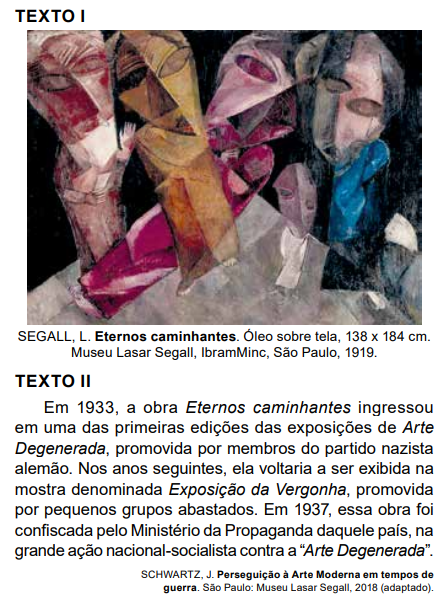 TEXTO I
SEGALL, L. Eternos caminhantes. Óleo sobre tela, 138 x 184 cm.
Museu Lasar Segall, IbramMinc, São Paulo, 1919.
TEXTO II
Em 1933, a obra Eternos caminhantes ingressou
em uma das primeiras edições das exposições de Arte
Degenerada, promovida por membros do partido nazista
alemão. Nos anos seguintes, ela voltaria a ser exibida na
mostra denominada Exposição da Vergonha, promovida
por pequenos grupos abastados. Em 1937, essa obra foi
confiscada pelo Ministério da Propaganda daquele país, na
grande ação nacional-socialista contra a “Arte Degenerada”.
SCHWARTZ, J. Perseguição à Arte Moderna em tempos de
guerra. São Paulo: Museu Lasar Segall, 2018 (adaptado).